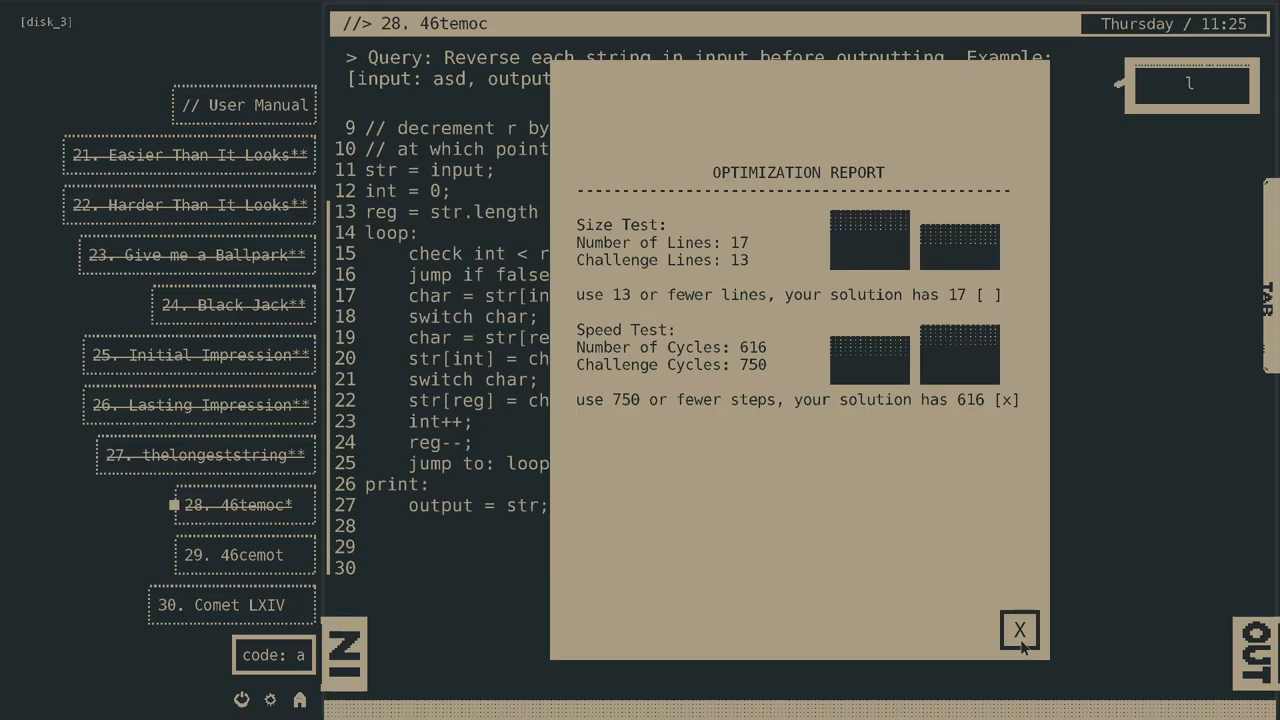 [disk_3]
//> 28. 46temoc
Thursday / 11:25
> Query: Reverse each string in input before outputting. Example:
[input: asd, output
l
// User Manual
21. Easier Than It Looks**
22. Harder Than It Looks**
23. Give me a Ballpark**
24. Black Jack**
25. Initial Impression**
26. Lasting Impression**
27. thelongeststring**
28. 46temoc*
29. 46cemot
30. Comet LXIV
code: a
9 // decrement r by
10 // at which point
11 str = input;
12 int = 0;
13 reg = str.length
14 loop:
15 check int < r
16 jump if false
17 char = str[in
18 switch char;
19 char = str[re
20 str[int] = ch
21 switch char;
22 str[reg] = ch
23 int++;
24 reg--;
25 jump to: loop
26 print:
27 output = str;
28
29
30
OPTIMIZATION REPORT
Size Test:
Number of Lines: 17
Challenge Lines: 13
use 13 or fewer lines, your solution has 17 [ ]
Speed Test:
Number of Cycles: 616
Challenge Cycles: 750
use 750 or fewer steps, your solution has 616 [x]
X
TAB
IN
OUT